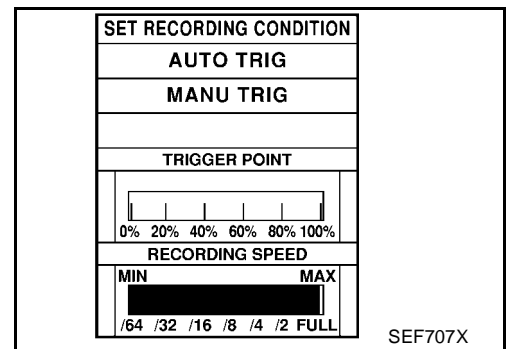 SET RECORDING CONDITION
AUTO TRIG
MANU TRIG
TRIGGER POINT
0% 20% 40% 60% 80% 100%
RECORDING SPEED
MIN MAX
/64 /32 /16 /8 /4 /2 FULL
SEF707X